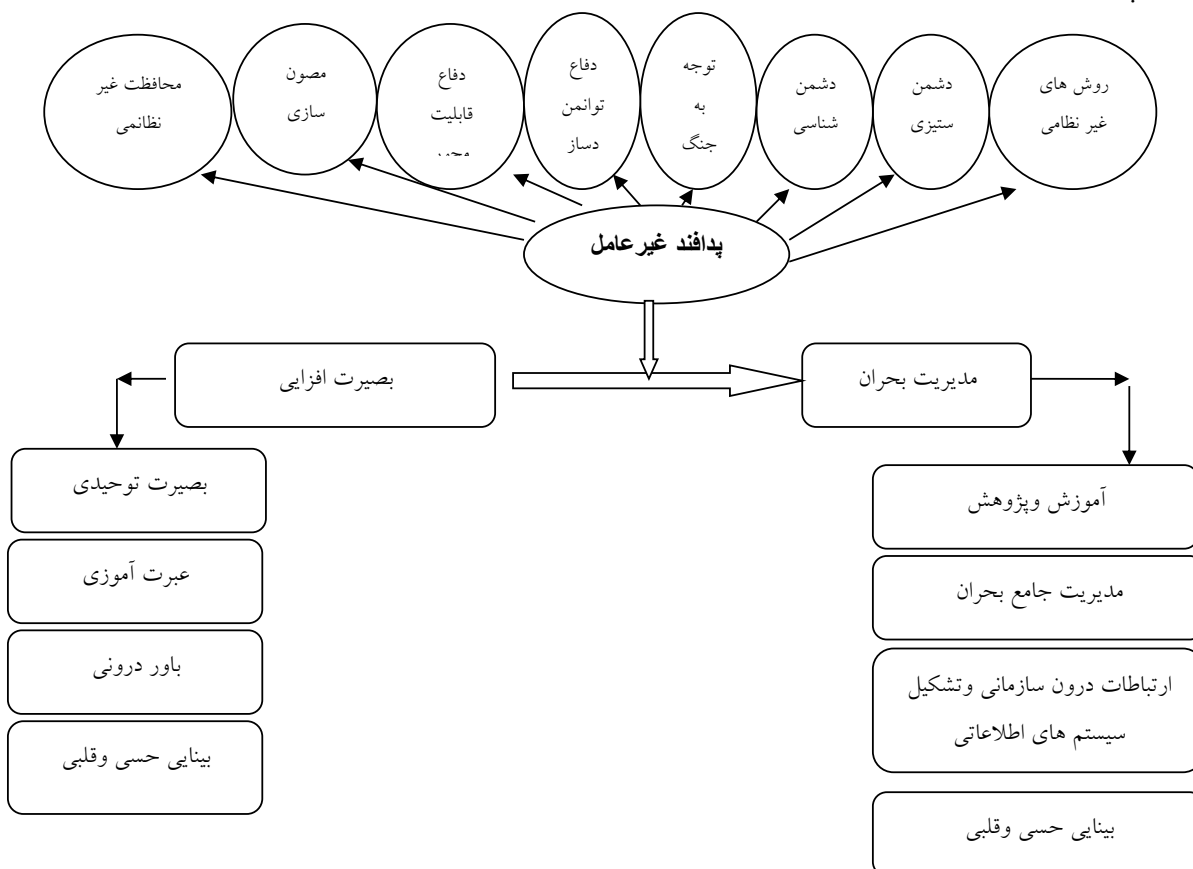 روش های
غیر نظامی
دشمن
ستیزی
دشمن
شناسی
توجه
به
جنگ
دفاع
توانمن
دساز
دفاع
قابلیت
مصون
سازی
محافظت غیر
نظانمی
پدافند غیرعامل
مدیریت بحران
بصیرت افزایی
آموزش وپژوهش
مدیریت جامع بحران
ارتباطات درون سازمانی وتشکیل
سیستم های اطلاعاتی
بینایی حسی وقلبی
بصیرت توحیدی
عبرت آموزی
باور درونی
بینایی حسی وقلبی